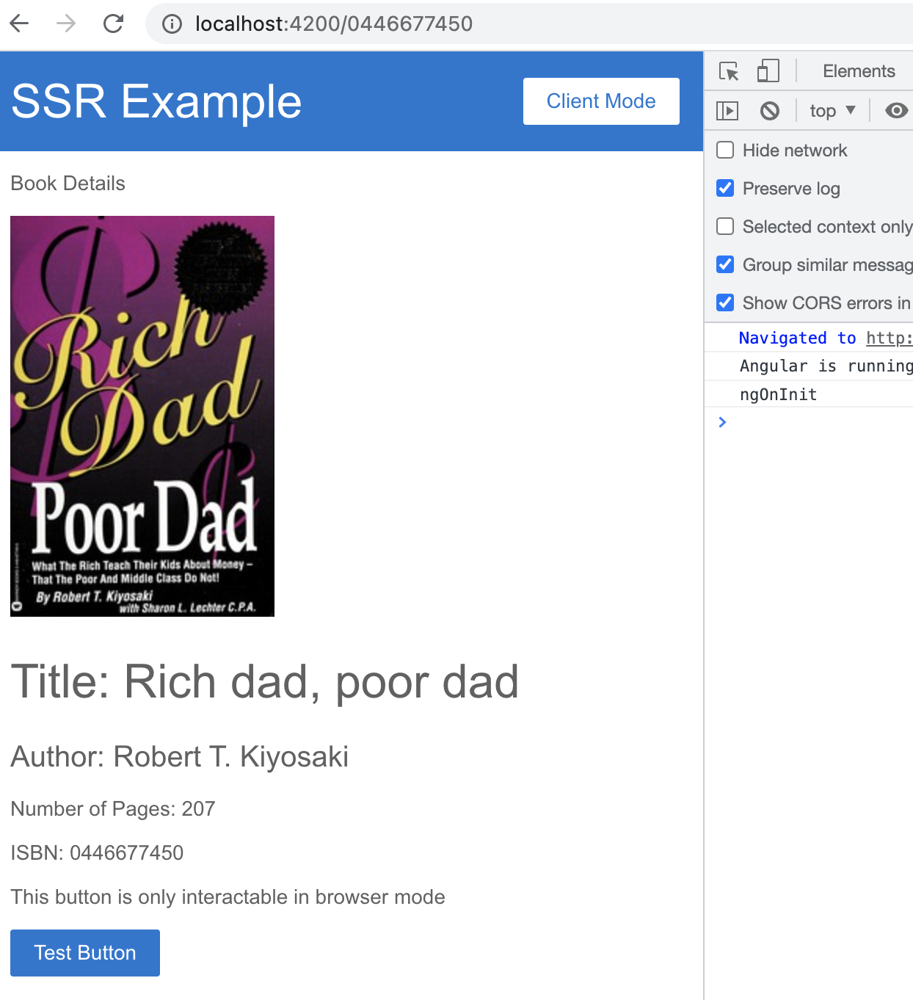 localhost:4200/0446677450
SSR Example
Client Mode
Book Details
Rich
Dad
Poor Dad
What The Rich Teach Their Kids About Money –
That The Poor And Middle Class Do Not!
By Robert T. Kiyosaki
with Sharon L. Lechter C.P.A.
Title: Rich dad, poor dad
Author: Robert T. Kiyosaki
Number of Pages: 207
ISBN: 0446677450
This button is only interactable in browser mode
Test Button
Elements
top
Hide network
Preserve log
Selected context only
Group similar messag
Show CORS errors in
Navigated to http:
Angular is running
ngOnInit